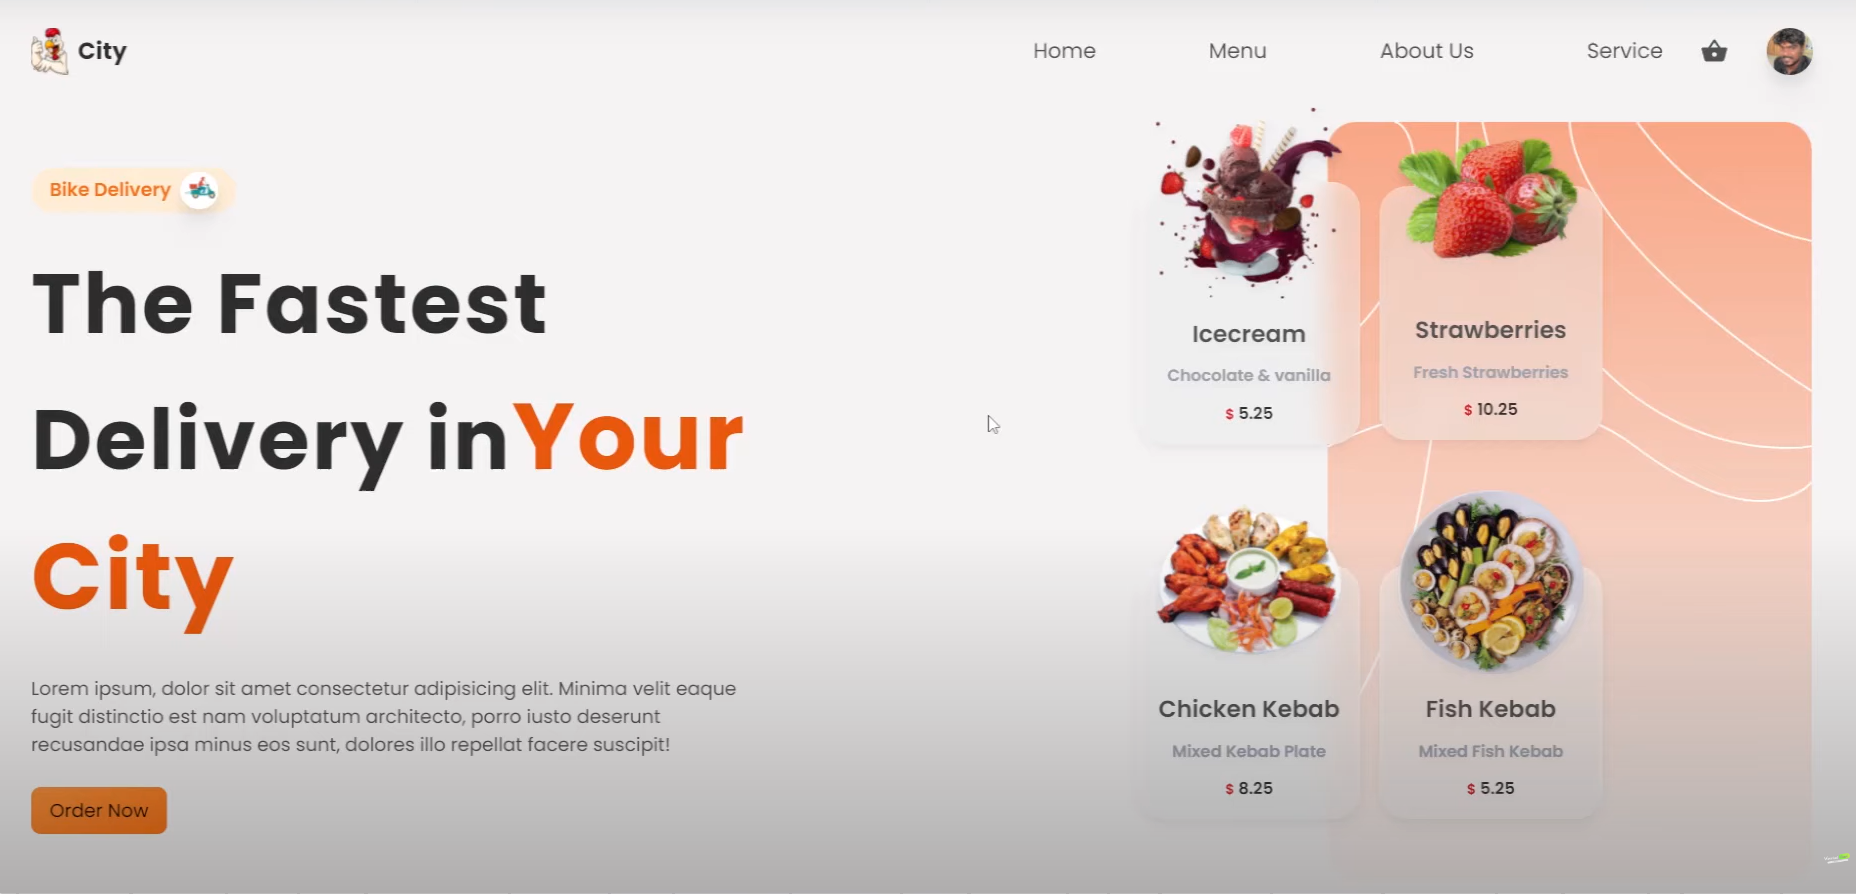 City
Home
Menu
About Us
Service
Bike Delivery
The Fastest
Delivery in Your
City
Lorem ipsum, dolor sit amet consectetur adipisicing elit. Minima velit eaque
fugit distinctio est nam voluptatum architecto, porro iusto deserunt
recusandae ipsa minus eos sunt, dolores illo repellat facere suscipit!
Order Now
Icecream
Chocolate & vanilla
$ 5.25
Strawberries
Fresh Strawberries
$ 10.25
Chicken Kebab
Mixed Kebab Plate
$ 8.25
Fish Kebab
Mixed Fish Kebab
$ 5.25